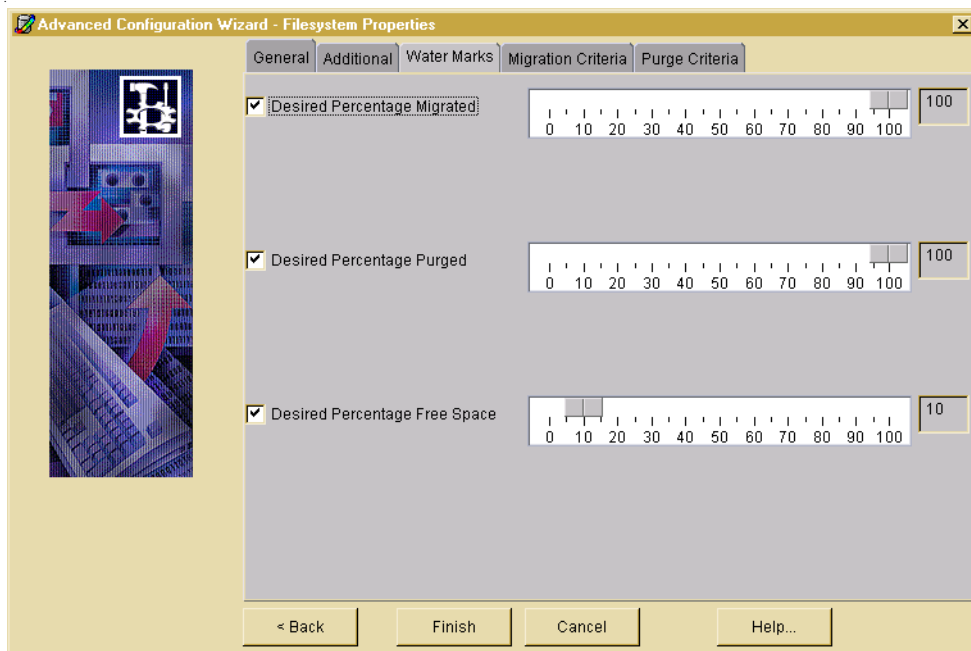 Advanced Configuration Wizard - Filesystem Properties
General Additional Water Marks Migration Criteria Purge Criteria
Desired Percentage Migrated
100
0 10 20 30 40 50 60 70 80 90 100
Desired Percentage Purged
100
0 10 20 30 40 50 60 70 80 90 100
Desired Percentage Free Space
10
0 10 20 30 40 50 60 70 80 90 100
< Back Finish Cancel Help...